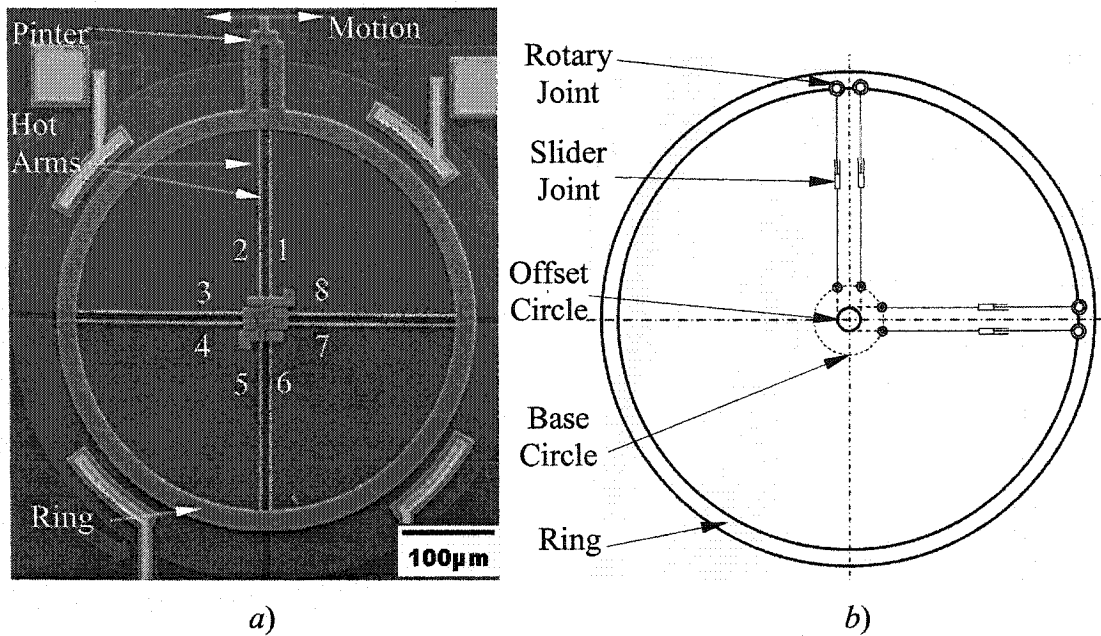 Pinter
Motion
Hot
Arms
2 1
3 8
4 7
5 6
Ring
100µm
a)
Rotary
Joint
Slider
Joint
Offset
Circle
Base
Circle
Ring
b)